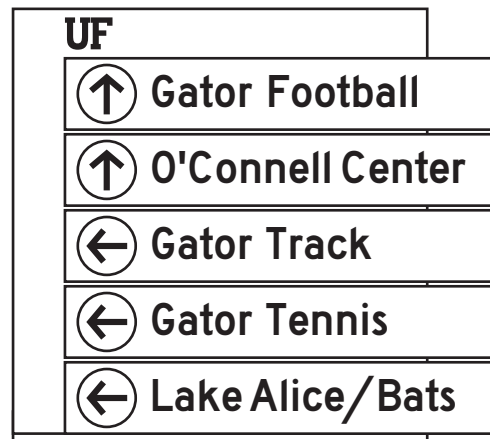 UF
Gator Football
O'Connell Center
Gator Track
Gator Tennis
Lake Alice/Bats